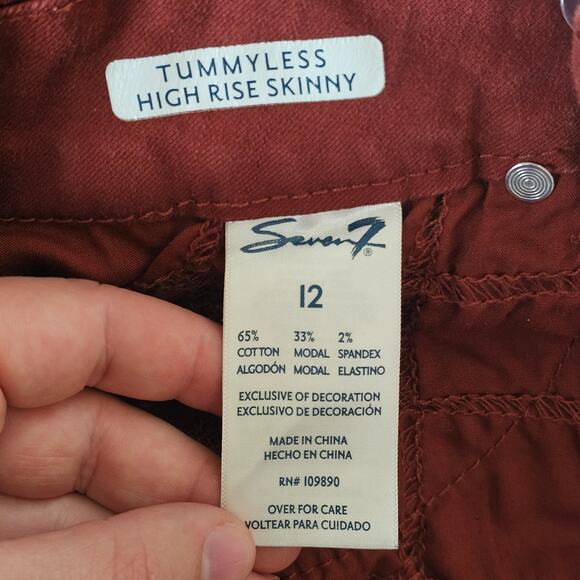 TUMMYLESS
HIGH RISE SKINNY
Seven7®
12
65% 33% 2%
COTTON MODAL SPANDEX
ALGODÓN MODAL ELASTINO
EXCLUSIVE OF DECORATION
EXCLUSIVO DE DECORACIÓN
MADE IN CHINA
HECHO EN CHINA
RN# 109890
OVER FOR CARE
VOLTEAR PARA CUIDADO